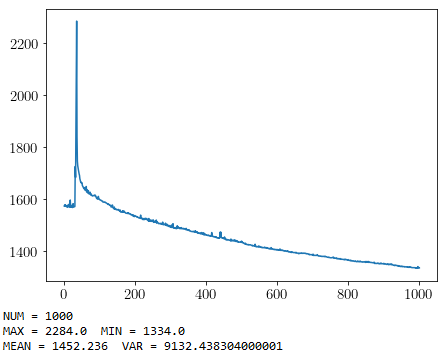 2200
2000
1800
1600
1400
0 200 400 600 800 1000
NUM = 1000
MAX = 2284.0 MIN = 1334.0
MEAN = 1452.236 VAR = 9132.438304000001